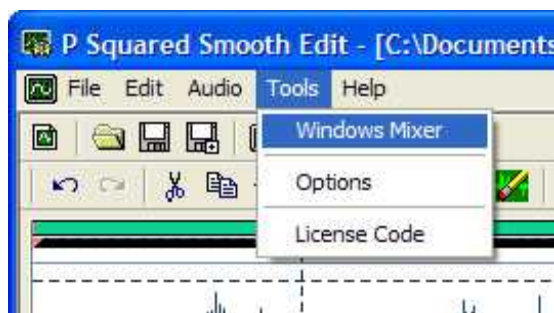 P Squared Smooth Edit - [C:\Documents
File Edit Audio Tools Help
Windows Mixer
Options
License Code